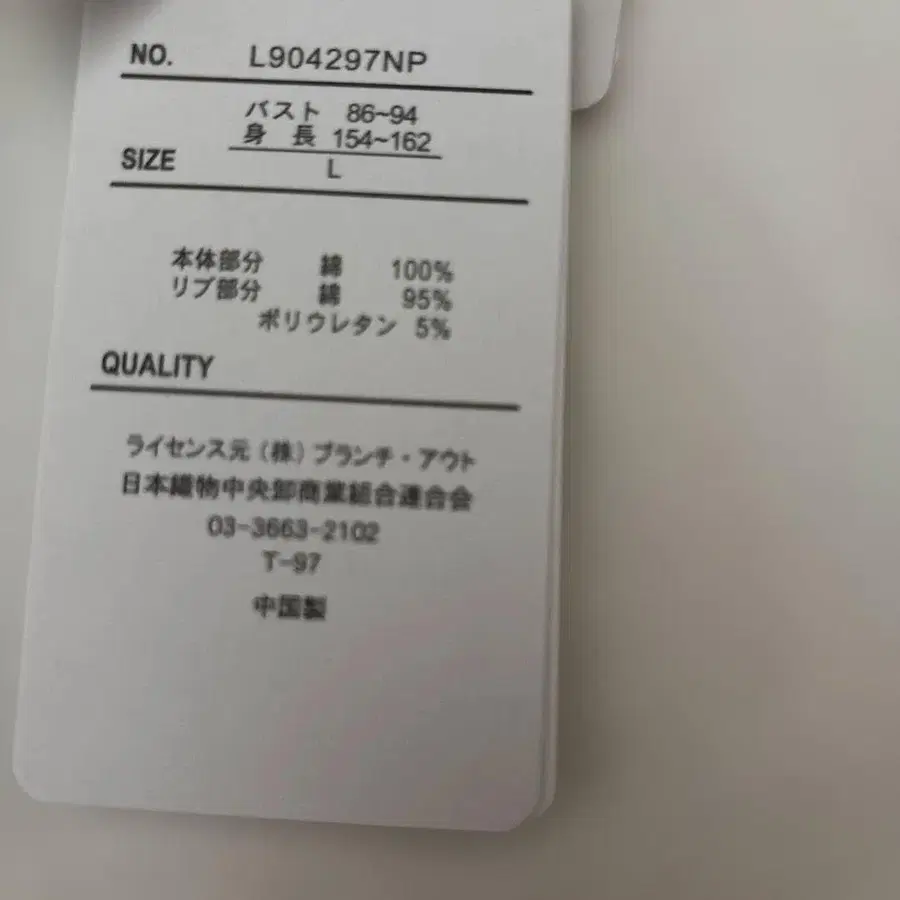 NO. L904297NP
バスト 86~94
身長 154~162
SIZE L
本体部分 綿 100%
リブ部分 綿 95%
ポリウレタン 5%
QUALITY
ライセンス元(株)ブランチ・アウト
日本織物中央卸商業組合連合会
03-3663-2102
T-97
中国製